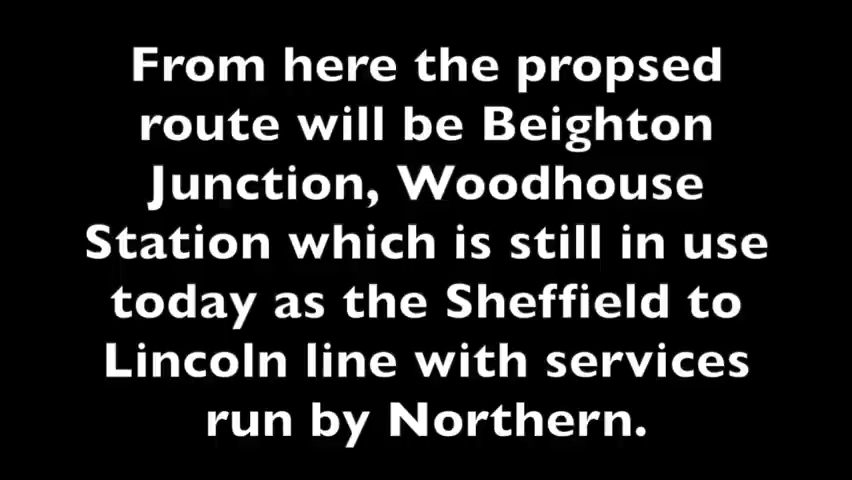 From here the propsed
route will be Beighton
Junction, Woodhouse
Station which is still in use
today as the Sheffield to
Lincoln line with services
run by Northern.